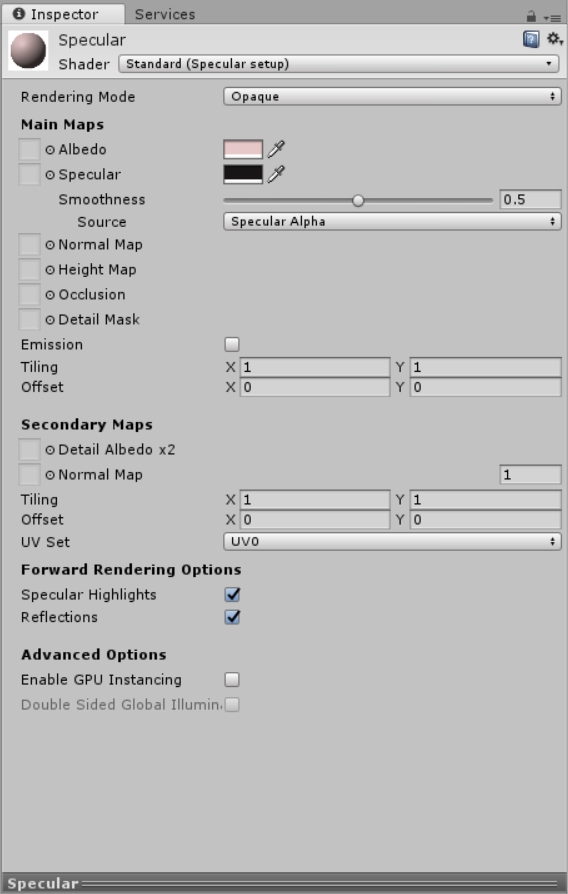 Inspector Services
Specular
Shader Standard (Specular setup)
Rendering Mode Opaque
Main Maps
Albedo
Specular
Smoothness 0.5
Source Specular Alpha
Normal Map
Height Map
Occlusion
Detail Mask
Emission
Tiling X 1 Y 1
Offset X 0 Y 0
Secondary Maps
Detail Albedo x2
Normal Map 1
Tiling X 1 Y 1
Offset X 0 Y 0
UV Set UV0
Forward Rendering Options
Specular Highlights
Reflections
Advanced Options
Enable GPU Instancing
Double Sided Global Illumin
Specular